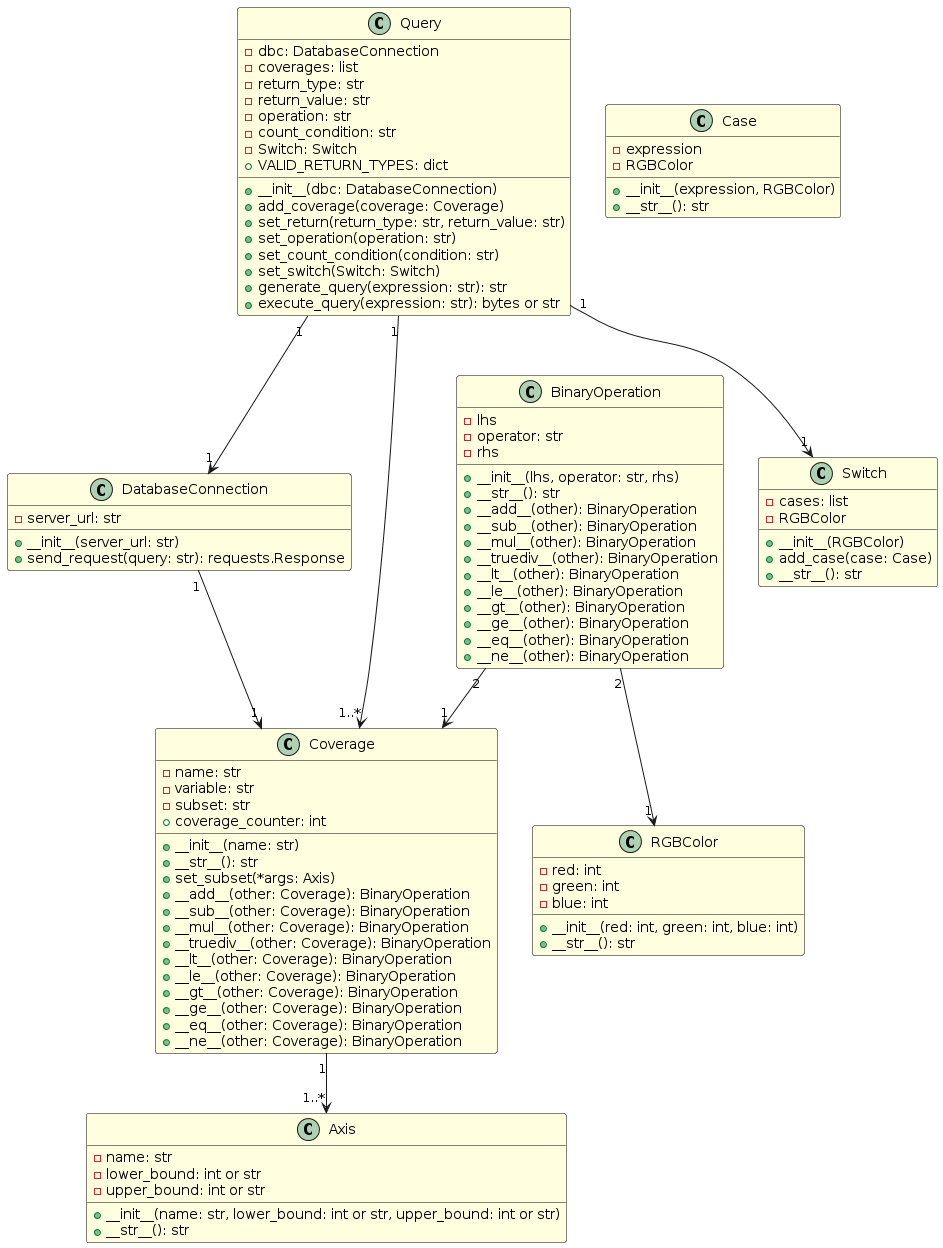 C Query
dbc: DatabaseConnection
coverages: list
return_type: str
return_value: str
operation: str
count_condition: str
Switch: Switch
VALID_RETURN_TYPES: dict
__init__(dbc: DatabaseConnection)
add_coverage(coverage: Coverage)
set_return(return_type: str, return_value: str)
set_operation(operation: str)
set_count_condition(condition: str)
set_switch(Switch: Switch)
generate_query(expression: str): str
execute_query(expression: str): bytes or str
C Case
expression
RGBColor
__init__(expression, RGBColor)
__str__(): str
1
1
1
1
1..*
1
C BinaryOperation
lhs
operator: str
rhs
__init__(lhs, operator: str, rhs)
__str__(): str
__add__(other): BinaryOperation
__sub__(other): BinaryOperation
__mul__(other): BinaryOperation
__truediv__(other): BinaryOperation
__lt__(other): BinaryOperation
__le__(other): BinaryOperation
__gt__(other): BinaryOperation
__ge__(other): BinaryOperation
__eq__(other): BinaryOperation
__ne__(other): BinaryOperation
C Switch
cases: list
RGBColor
__init__(RGBColor)
add_case(case: Case)
__str__(): str
C DatabaseConnection
server_url: str
__init__(server_url: str)
send_request(query: str): requests.Response
1
1
2
1
2
1
C Coverage
name: str
variable: str
subset: str
coverage_counter: int
__init__(name: str)
__str__(): str
set_subset(*args: Axis)
__add__(other: Coverage): BinaryOperation
__sub__(other: Coverage): BinaryOperation
__mul__(other: Coverage): BinaryOperation
__truediv__(other: Coverage): BinaryOperation
__lt__(other: Coverage): BinaryOperation
__le__(other: Coverage): BinaryOperation
__gt__(other: Coverage): BinaryOperation
__ge__(other: Coverage): BinaryOperation
__eq__(other: Coverage): BinaryOperation
__ne__(other: Coverage): BinaryOperation
C RGBColor
red: int
green: int
blue: int
__init__(red: int, green: int, blue: int)
__str__(): str
1
1..*
C Axis
name: str
lower_bound: int or str
upper_bound: int or str
__init__(name: str, lower_bound: int or str, upper_bound: int or str)
__str__(): str